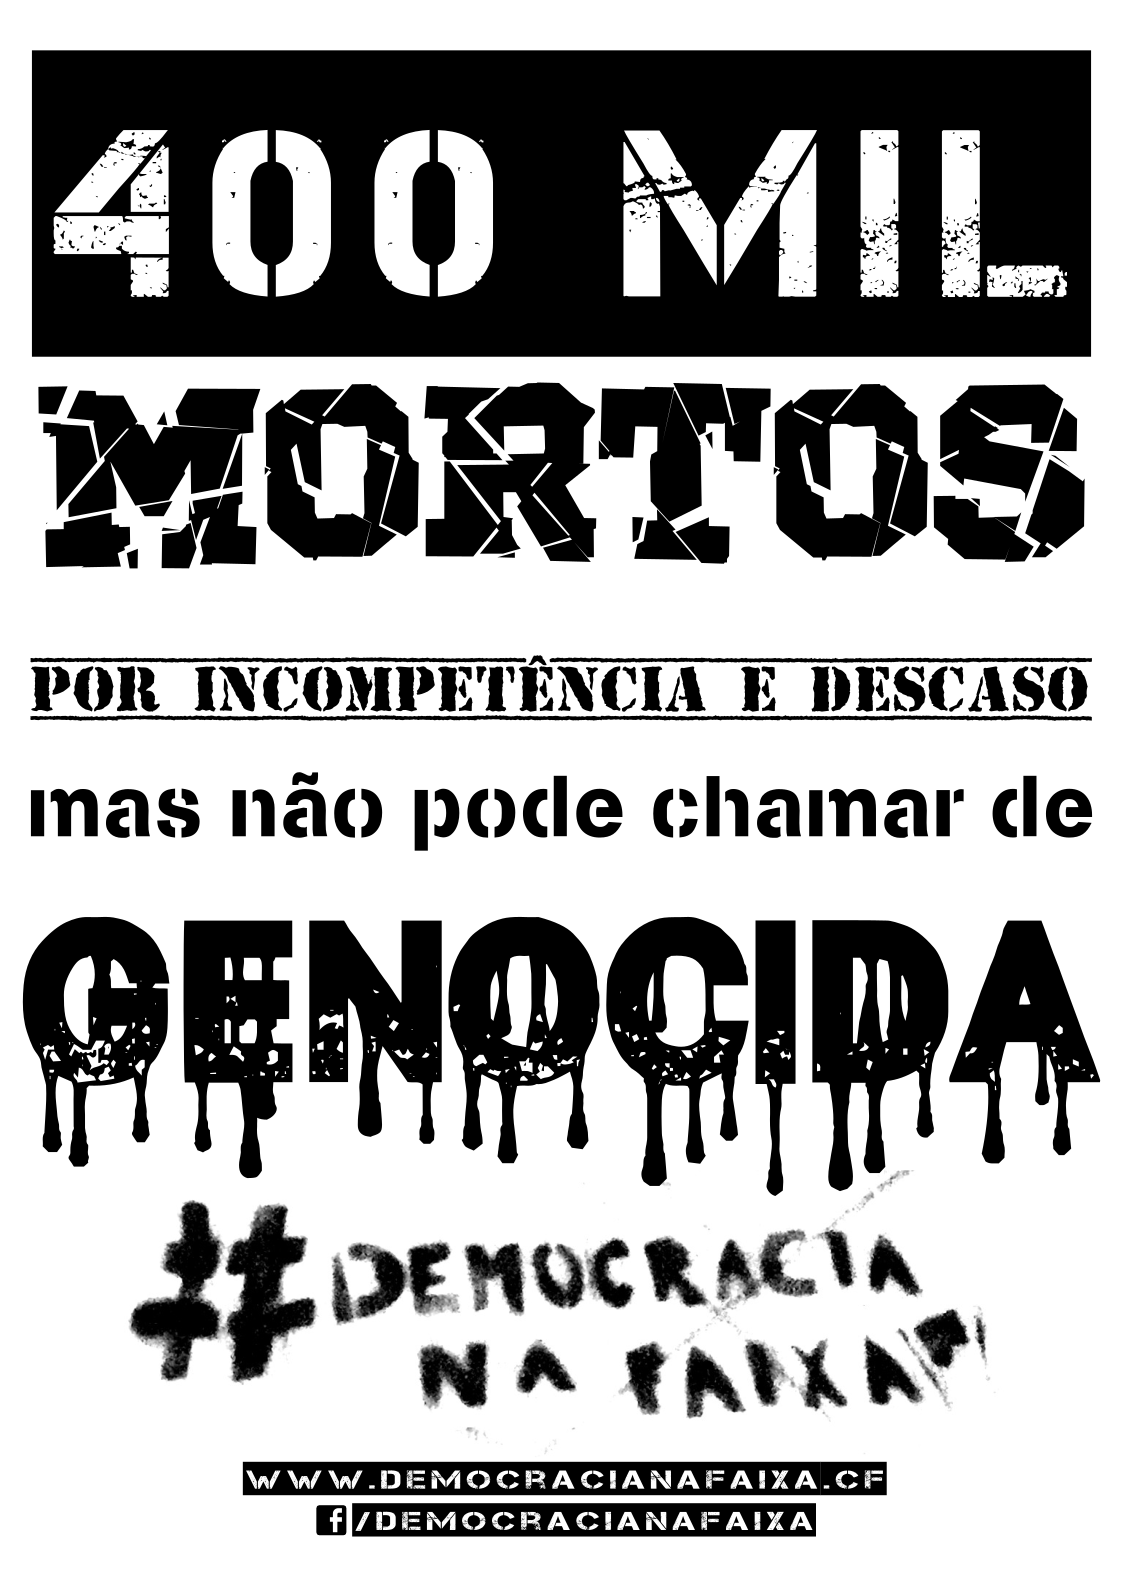 400 MIL
MORTOS
POR INCOMPETÊNCIA E DESCASO
mas não pode chamar de
GENOCIDA
#DEMOCRACIA
NA FAIXA
WWW.DEMOCRACIANAFAIXA.CF
f/DEMOCRACIANAFAIXA